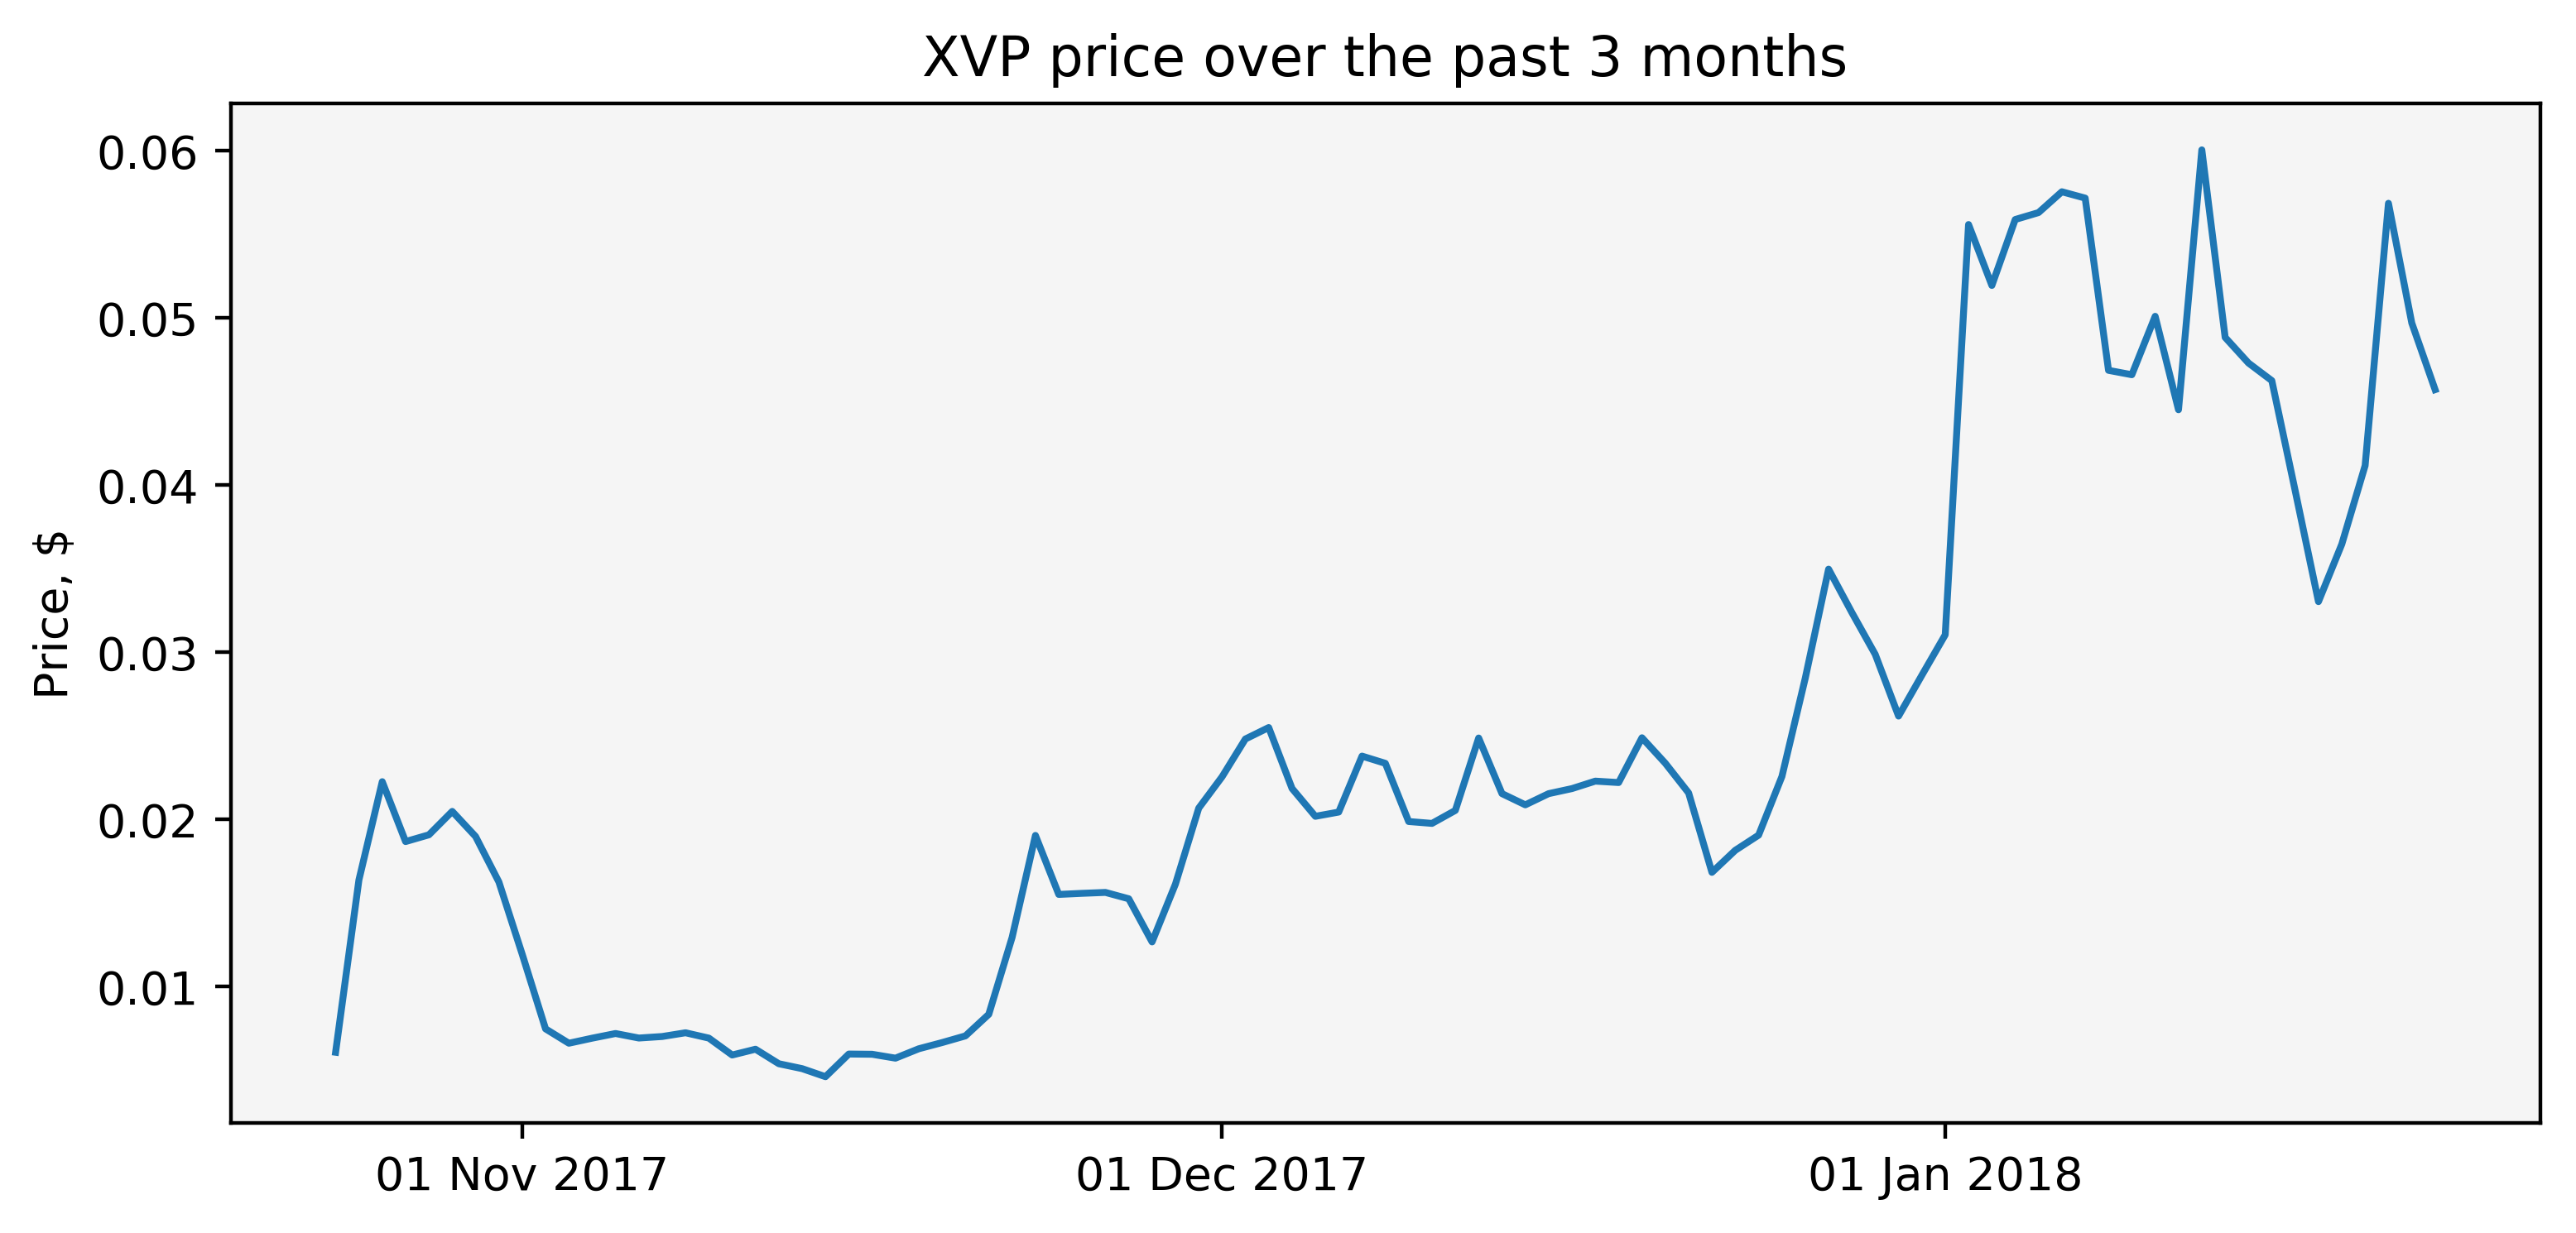 XVP price over the past 3 months
Price, $
0.06
0.05
0.04
0.03
0.02
0.01
01 Nov 2017
01 Dec 2017
01 Jan 2018